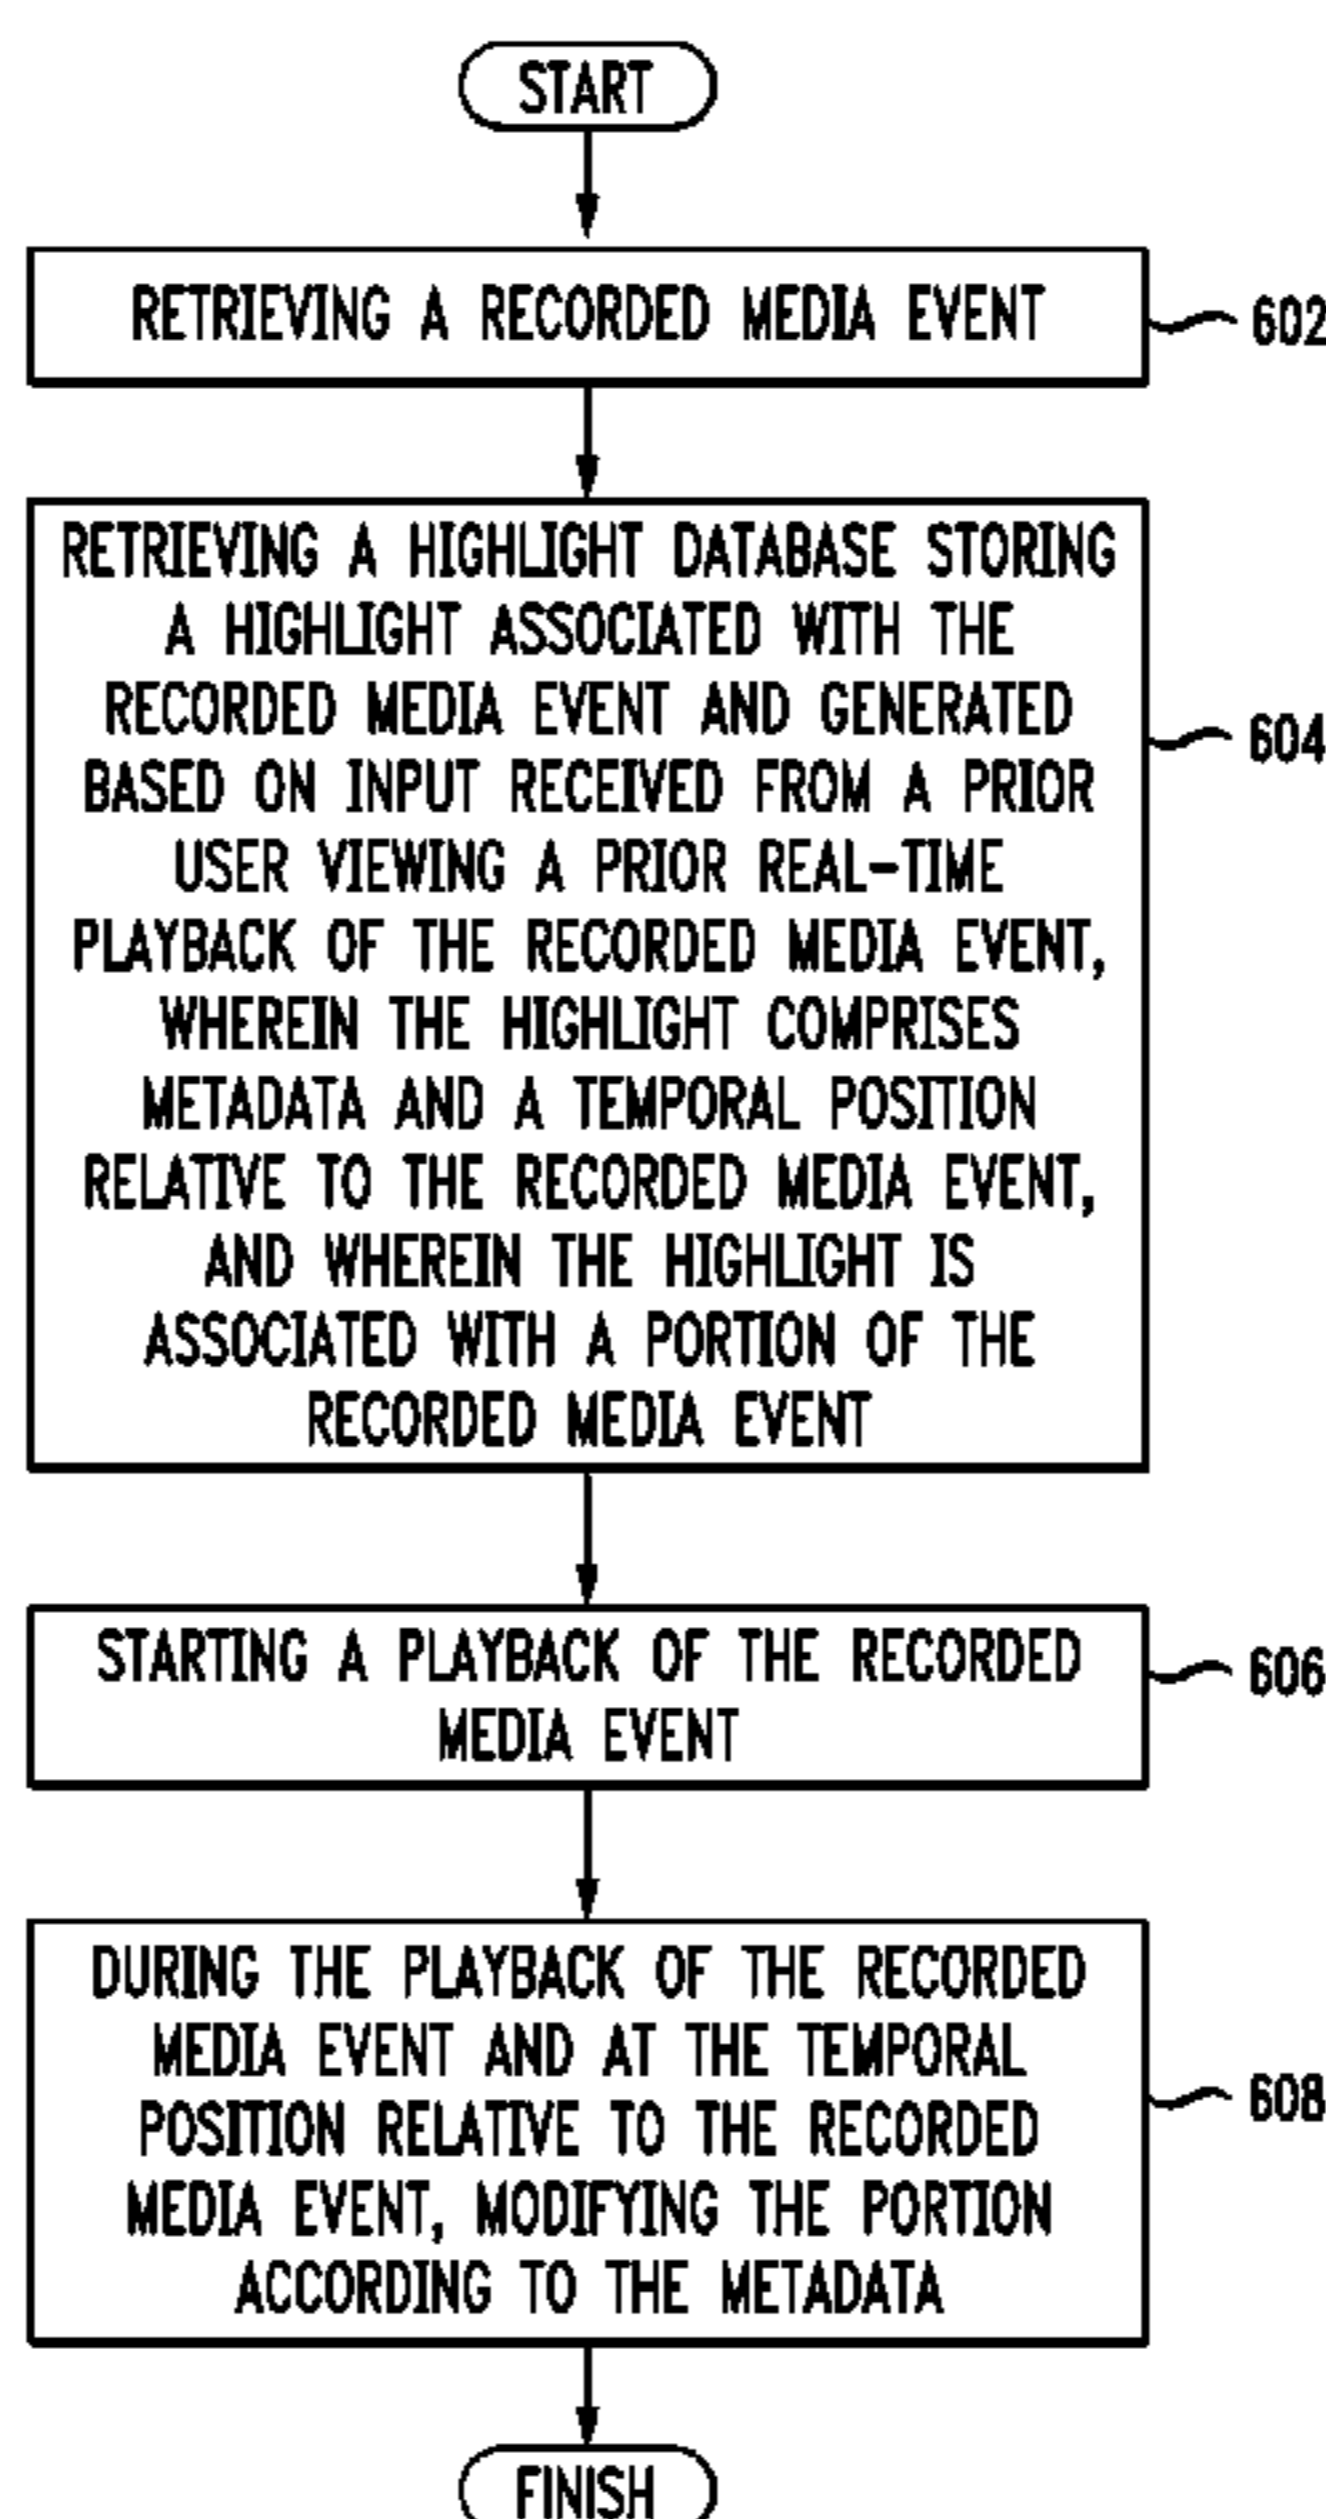 START
RETRIEVING A RECORDED MEDIA EVENT
602
RETRIEVING A HIGHLIGHT DATABASE STORING
A HIGHLIGHT ASSOCIATED WITH THE
RECORDED MEDIA EVENT AND GENERATED
BASED ON INPUT RECEIVED FROM A PRIOR
USER VIEWING A PRIOR REAL-TIME
PLAYBACK OF THE RECORDED MEDIA EVENT,
WHEREIN THE HIGHLIGHT COMPRISES
METADATA AND A TEMPORAL POSITION
RELATIVE TO THE RECORDED MEDIA EVENT,
AND WHEREIN THE HIGHLIGHT IS
ASSOCIATED WITH A PORTION OF THE
RECORDED MEDIA EVENT
604
STARTING A PLAYBACK OF THE RECORDED
MEDIA EVENT
606
DURING THE PLAYBACK OF THE RECORDED
MEDIA EVENT AND AT THE TEMPORAL
POSITION RELATIVE TO THE RECORDED
MEDIA EVENT, MODIFYING THE PORTION
ACCORDING TO THE METADATA
608
FINISH